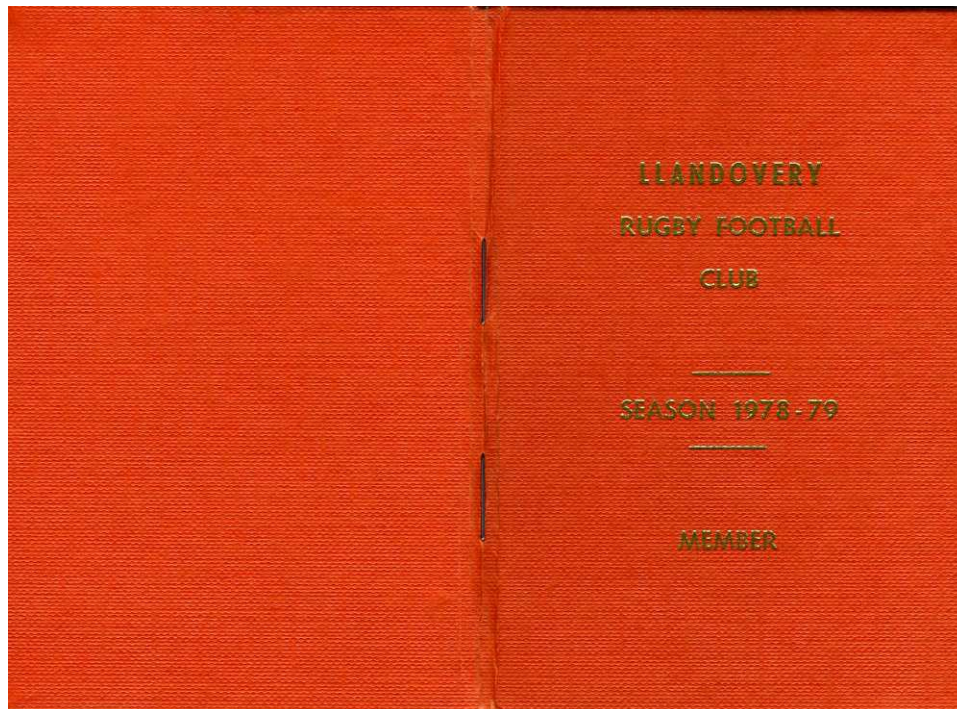 LLANDOVERY
RUGBY FOOTBALL
CLUB
SEASON 1978-79
MEMBER